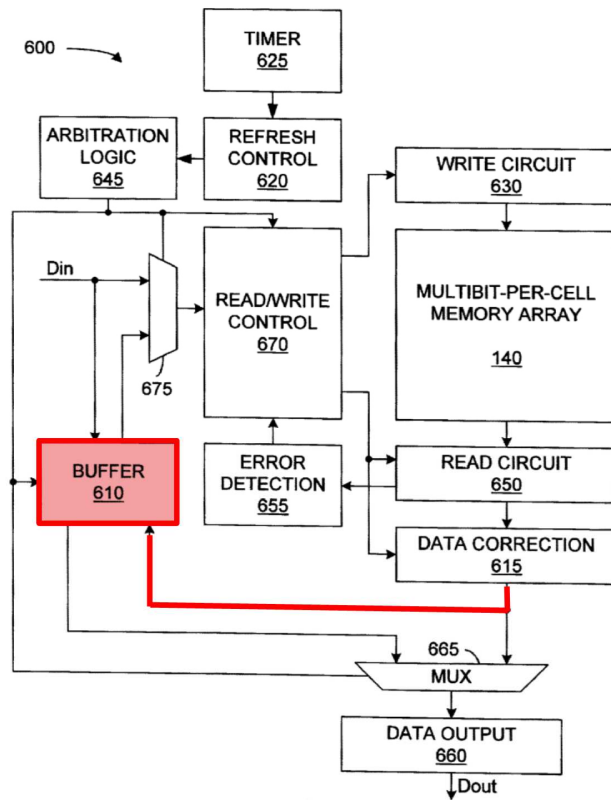 600
TIMER
625
ARBITRATION
LOGIC
645
REFRESH
CONTROL
620
WRITE CIRCUIT
630
Din
READ/WRITE
CONTROL
670
MULTIBIT-PER-CELL
MEMORY ARRAY
140
675
BUFFER
610
ERROR
DETECTION
655
READ CIRCUIT
650
DATA CORRECTION
615
665
MUX
DATA OUTPUT
660
Dout